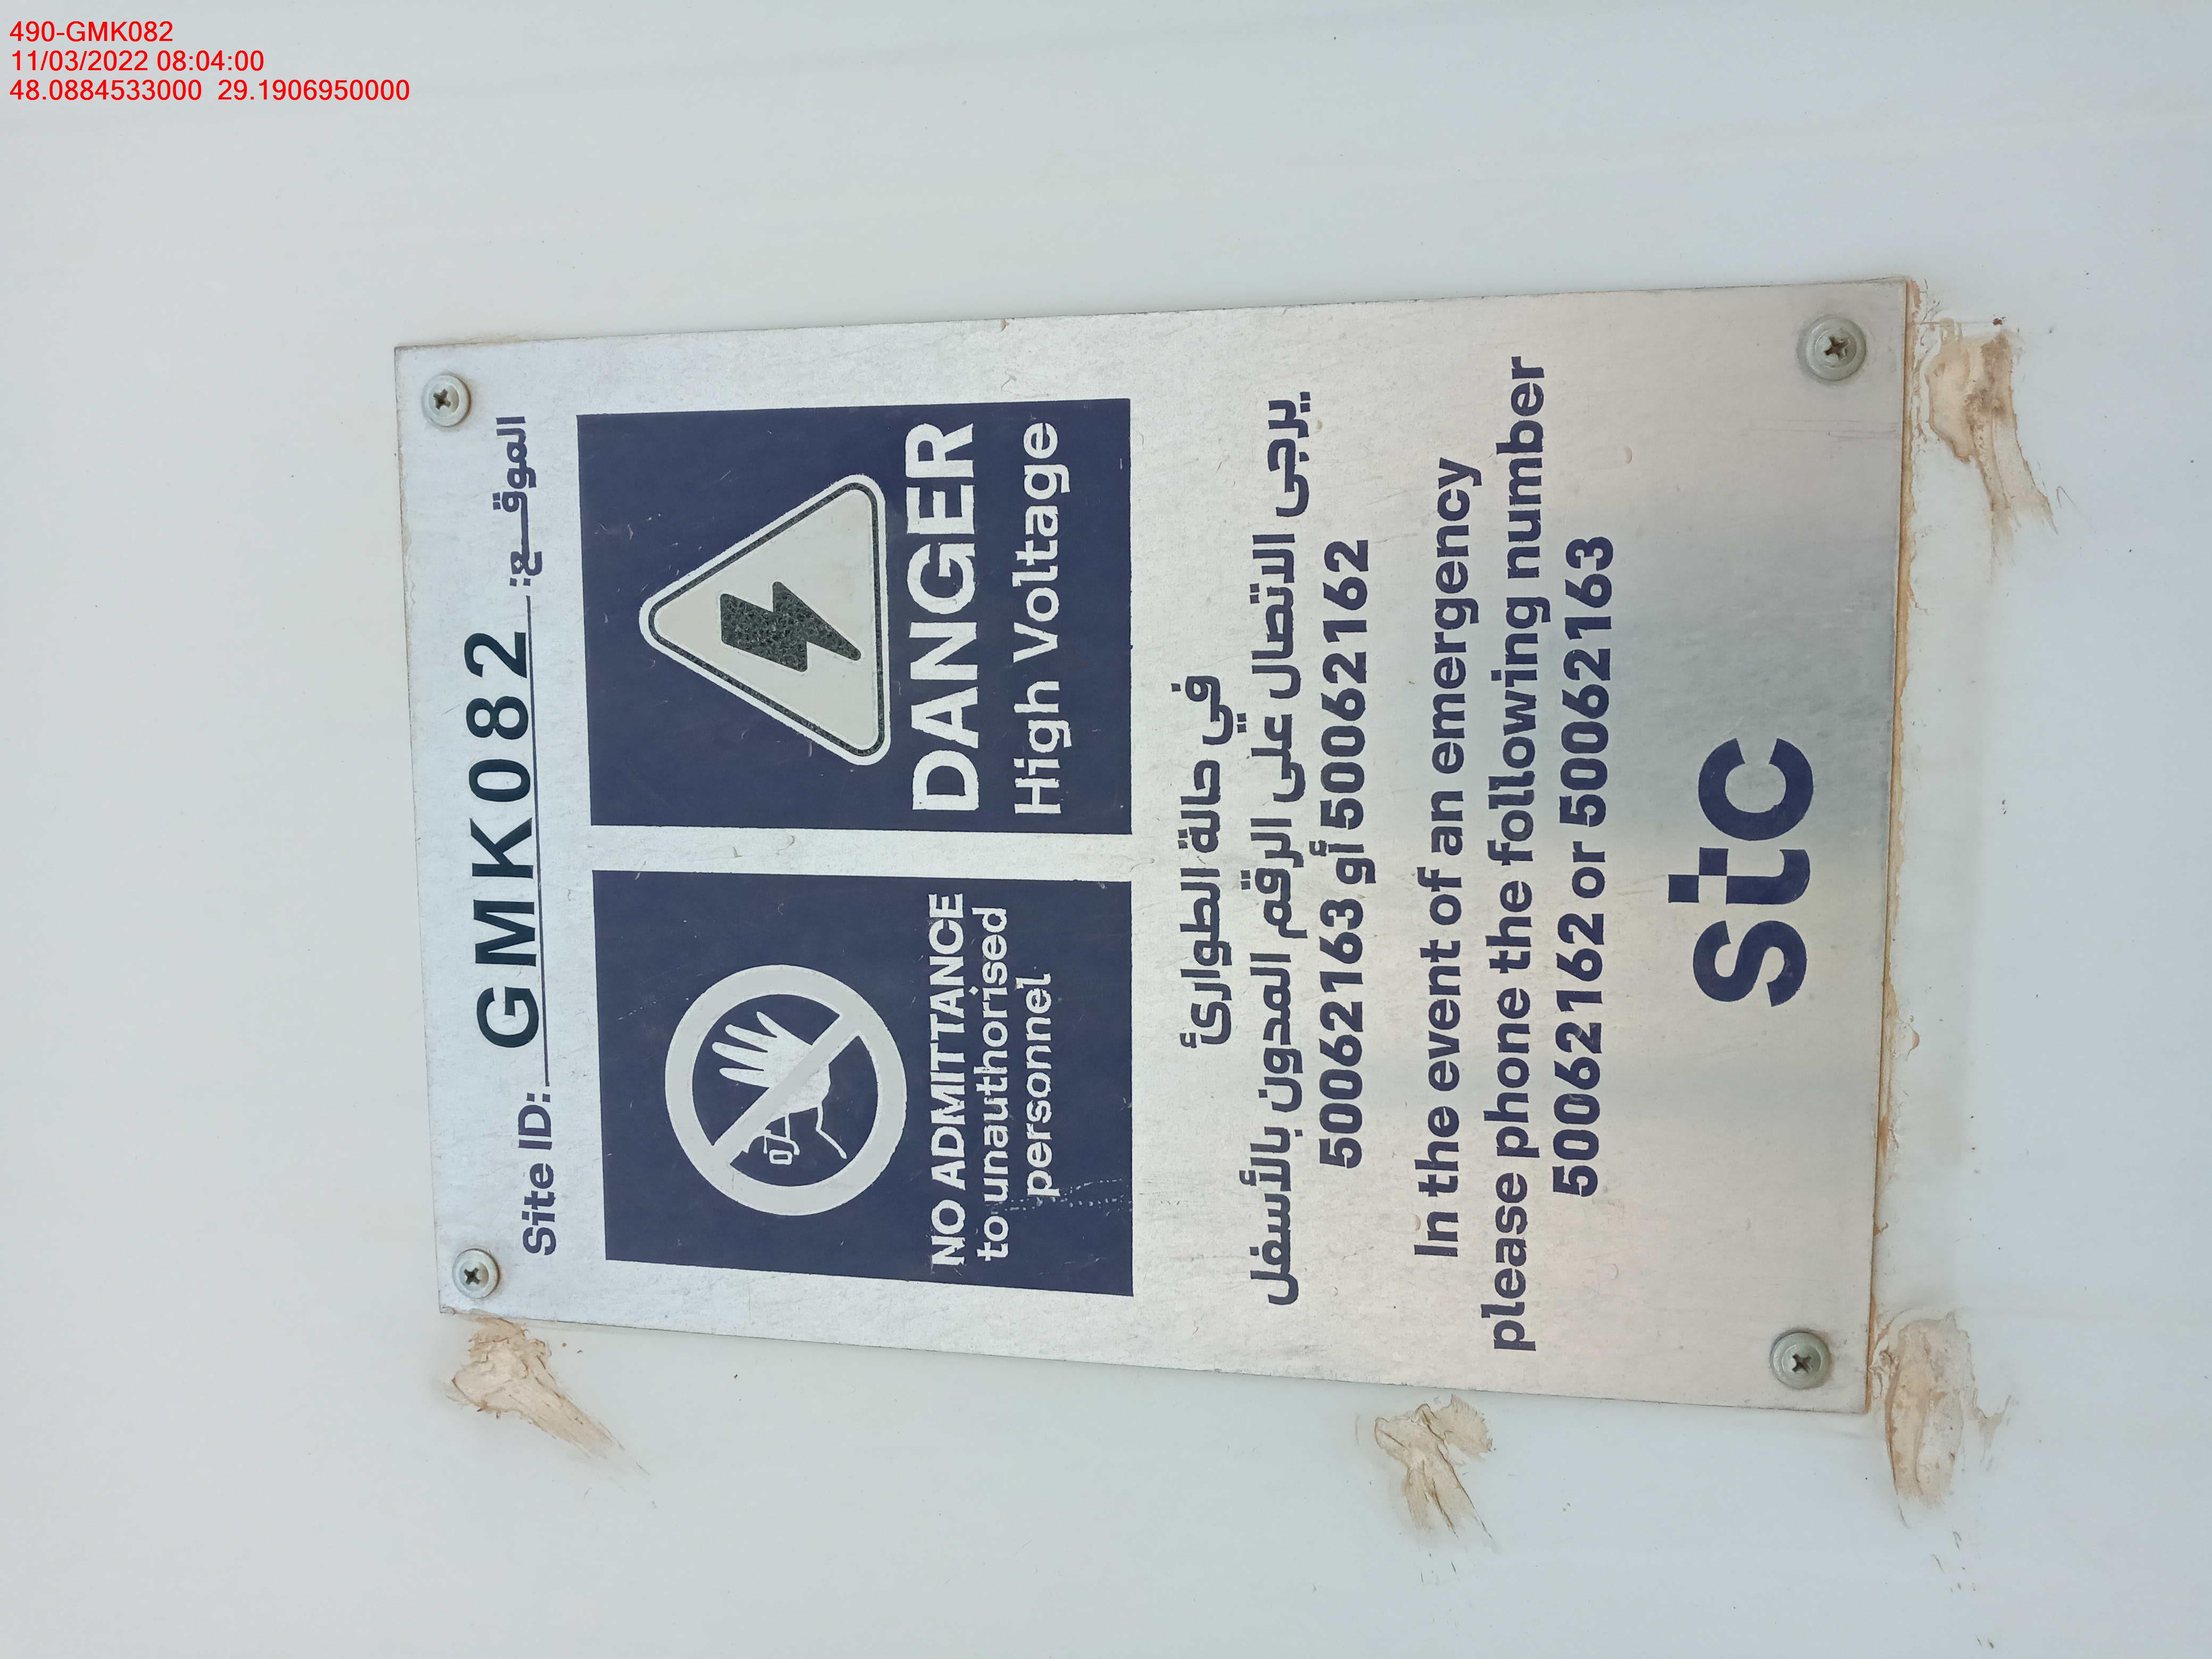 490-GMK082
11/03/2022 08:04:00
48.0884533000 29.1906950000
Site ID: GMK082 الموقـــع:
NO ADMITTANCE
to unauthorised
personnel
DANGER
High Voltage
في حالة الطوارئ
يرجى الاتصال على الرقم المدون بالأسفل
50062162 أو 50062163
In the event of an emergency
please phone the following number
50062162 or 50062163
stc